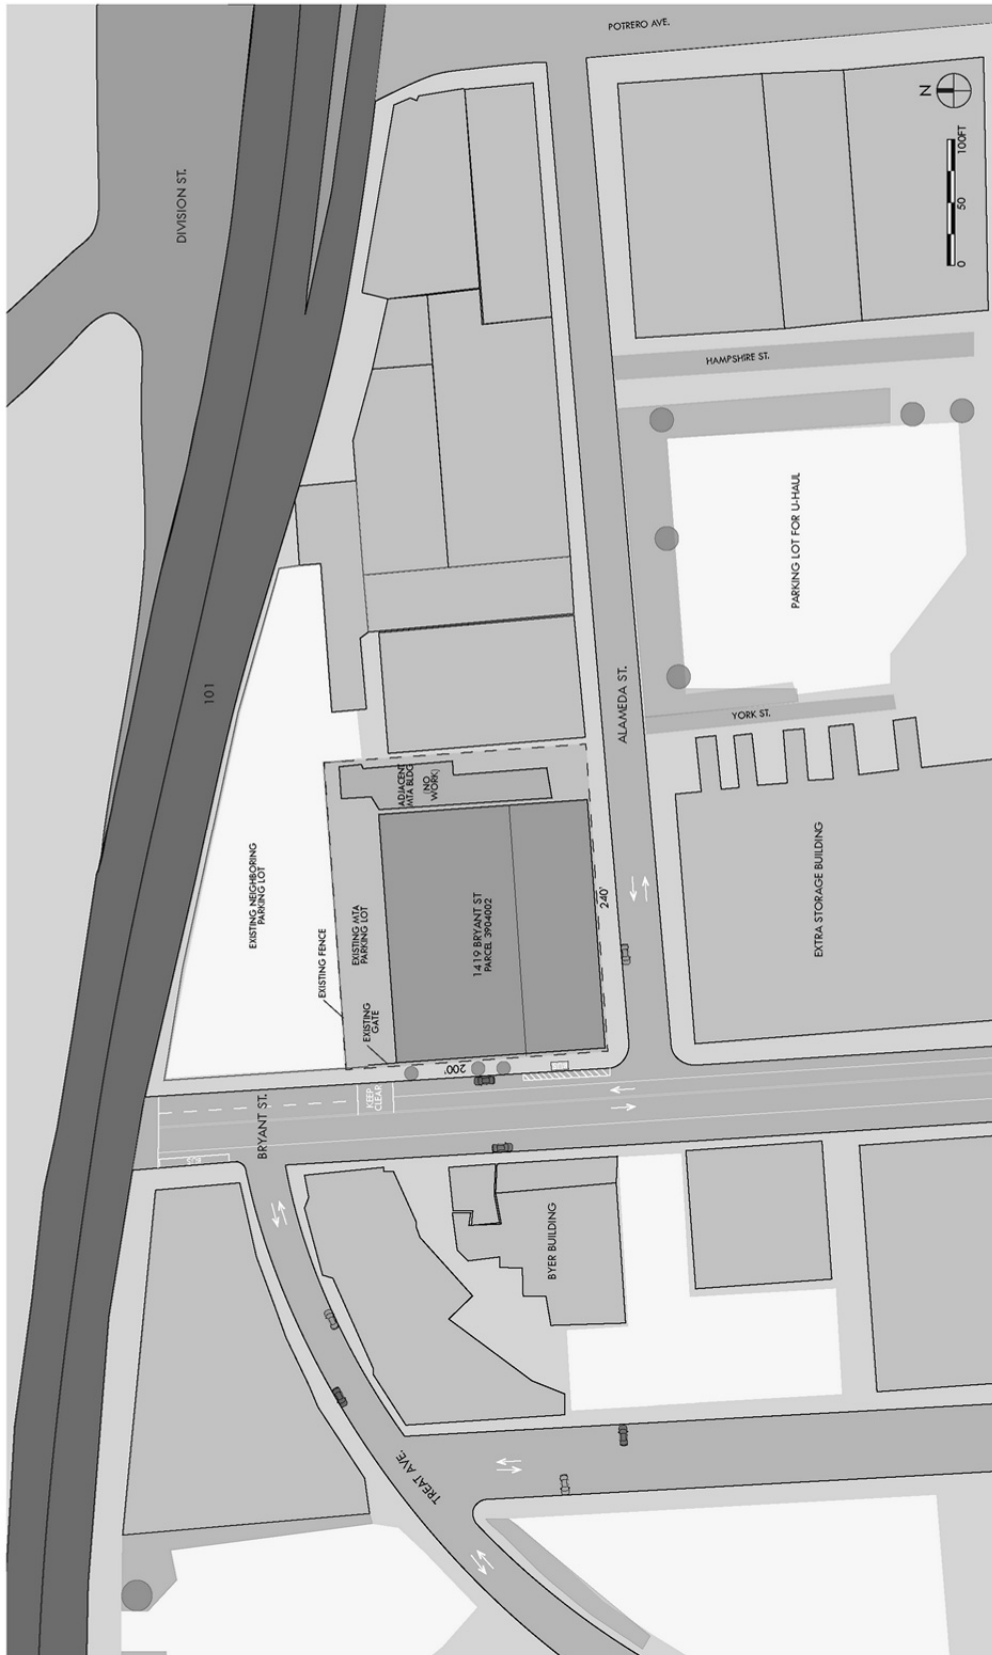 POTRERO AVE.
N
100FT
50
0
DIVISION ST.
HAMPSHIRE ST.
PARKING LOT FOR U-HAUL
101
ALAMEDA ST.
YORK ST.
ADJACENT
MTA BLDG
(NO
WORK)
EXISTING NEIGHBORING
PARKING LOT
EXISTING FENCE
EXISTING MTA
PARKING LOT
EXISTING
GATE
1419 BRYANT ST
PARCEL 3904002
240'
EXTRA STORAGE BUILDING
200'
KEEP
CLEAR
BRYANT ST.
BUS
BYER BUILDING
TREAT AVE.